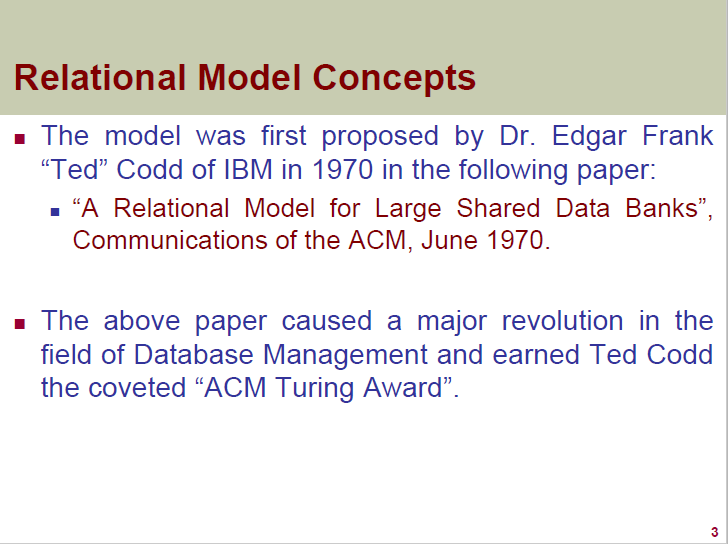 Relational Model Concepts
The model was first proposed by Dr. Edgar Frank
“Ted” Codd of IBM in 1970 in the following paper:
“A Relational Model for Large Shared Data Banks”,
Communications of the ACM, June 1970.
The above paper caused a major revolution in the
field of Database Management and earned Ted Codd
the coveted “ACM Turing Award”.
3